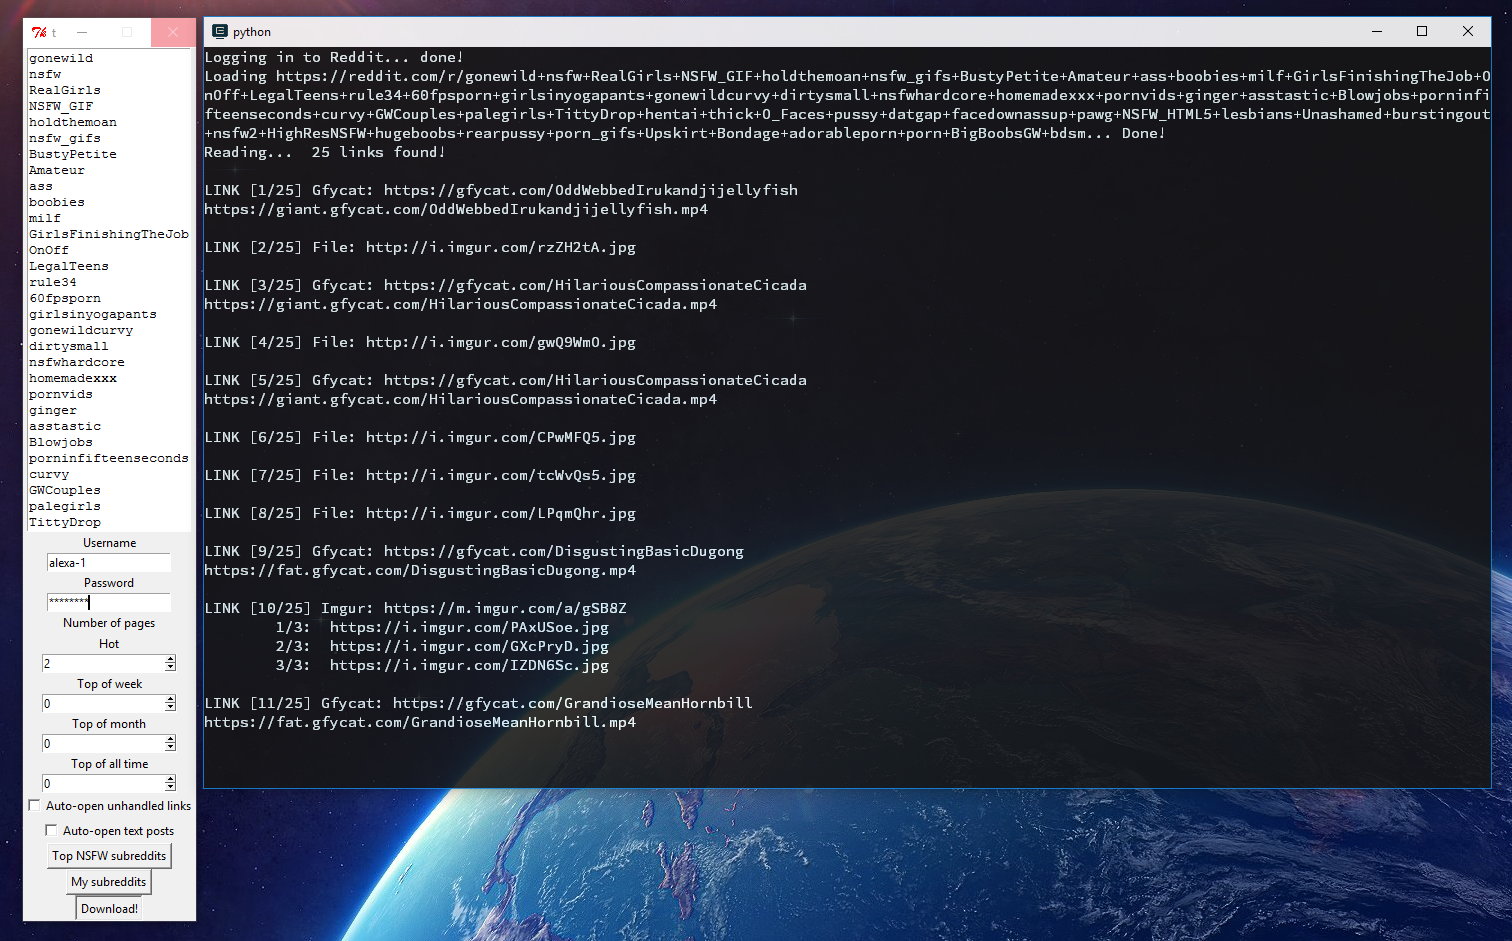 t
gonewild
nsfw
RealGirls
NSFW_GIF
holdthemoan
nsfw_gifs
BustyPetite
Amateur
ass
boobies
milf
GirlsFinishingTheJob
OnOff
LegalTeens
rule34
60fpsporn
girlsinyogapants
gonewildcurvy
dirtysmall
nsfwhardcore
homemadexxx
pornvids
ginger
asstastic
Blowjobs
porninfifteenseconds
curvy
GWCouples
palegirls
TittyDrop
Username
alexa-1
Password
********
Number of pages
Hot
2
Top of week
0
Top of month
0
Top of all time
0
Auto-open unhandled links
Auto-open text posts
Top NSFW subreddits
My subreddits
Download!
python
Logging in to Reddit... done!
Loading https://reddit.com/r/gonewild+nsfw+RealGirls+NSFW_GIF+holdthemoan+nsfw_gifs+BustyPetite+Amateur+ass+boobies+milf+GirlsFinishingTheJob+O
nOff+LegalTeens+rule34+60fpsporn+girlsinyogapants+gonewildcurvy+dirtysmall+nsfwhardcore+homemadexxx+pornvids+ginger+asstastic+Blowjobs+porninfi
fteenseconds+curvy+GWCouples+palegirls+TittyDrop+hentai+thick+O_Faces+pussy+datgap+facedownassup+pawg+NSFW_HTML5+lesbians+Unashamed+burstingout
+nsfw2+HighResNSFW+hugeboobs+rearpussy+porn_gifs+Upskirt+Bondage+adorableporn+porn+BigBoobsGW+bdsm... Done!
Reading...  25 links found!
LINK [1/25] Gfycat: https://gfycat.com/OddWebbedIrukandjijellyfish
https://giant.gfycat.com/OddWebbedIrukandjijellyfish.mp4
LINK [2/25] File: http://i.imgur.com/rzZH2tA.jpg
LINK [3/25] Gfycat: https://gfycat.com/HilariousCompassionateCicada
https://giant.gfycat.com/HilariousCompassionateCicada.mp4
LINK [4/25] File: http://i.imgur.com/gwQ9WmO.jpg
LINK [5/25] Gfycat: https://gfycat.com/HilariousCompassionateCicada
https://giant.gfycat.com/HilariousCompassionateCicada.mp4
LINK [6/25] File: http://i.imgur.com/CPwMFQ5.jpg
LINK [7/25] File: http://i.imgur.com/tcWvQs5.jpg
LINK [8/25] File: http://i.imgur.com/LPqmQhr.jpg
LINK [9/25] Gfycat: https://gfycat.com/DisgustingBasicDugong
https://fat.gfycat.com/DisgustingBasicDugong.mp4
LINK [10/25] Imgur: https://m.imgur.com/a/gSB8Z
1/3:  https://i.imgur.com/PAxUSoe.jpg
2/3:  https://i.imgur.com/GXcPryD.jpg
3/3:  https://i.imgur.com/IZDN6Sc.jpg
LINK [11/25] Gfycat: https://gfycat.com/GrandioseMeanHornbill
https://fat.gfycat.com/GrandioseMeanHornbill.mp4